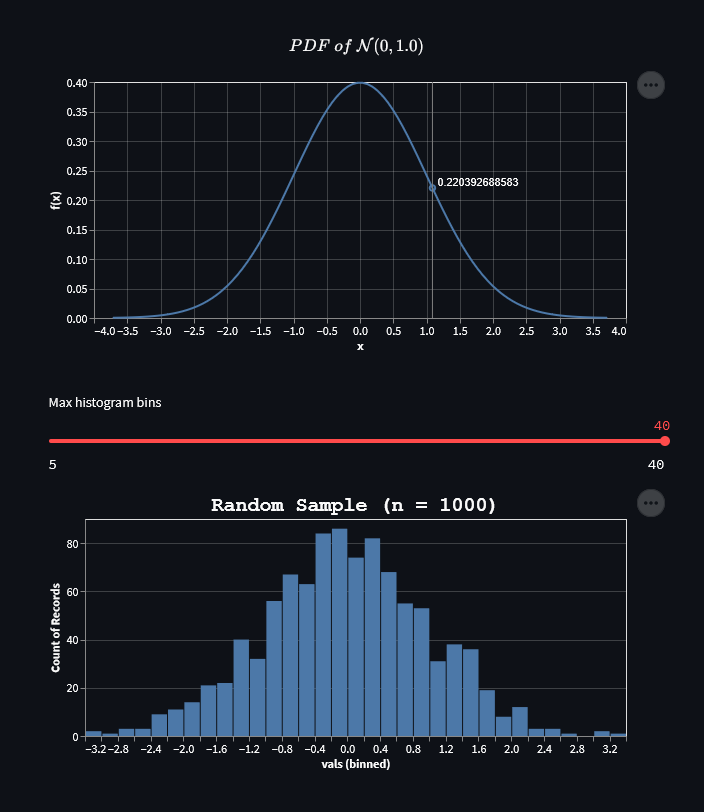 PDF of 𝒩(0, 1.0)
0.40
0.35
0.30
0.25
0.20
0.15
0.10
0.05
0.00
f(x)
0.220392688583
−4.0 −3.5 −3.0 −2.5 −2.0 −1.5 −1.0 −0.5 0.0 0.5 1.0 1.5 2.0 2.5 3.0 3.5 4.0
x
Max histogram bins
40
5 40
Random Sample (n = 1000)
80
60
40
20
0
Count of Records
−3.2 −2.8 −2.4 −2.0 −1.6 −1.2 −0.8 −0.4 0.0 0.4 0.8 1.2 1.6 2.0 2.4 2.8 3.2
vals (binned)